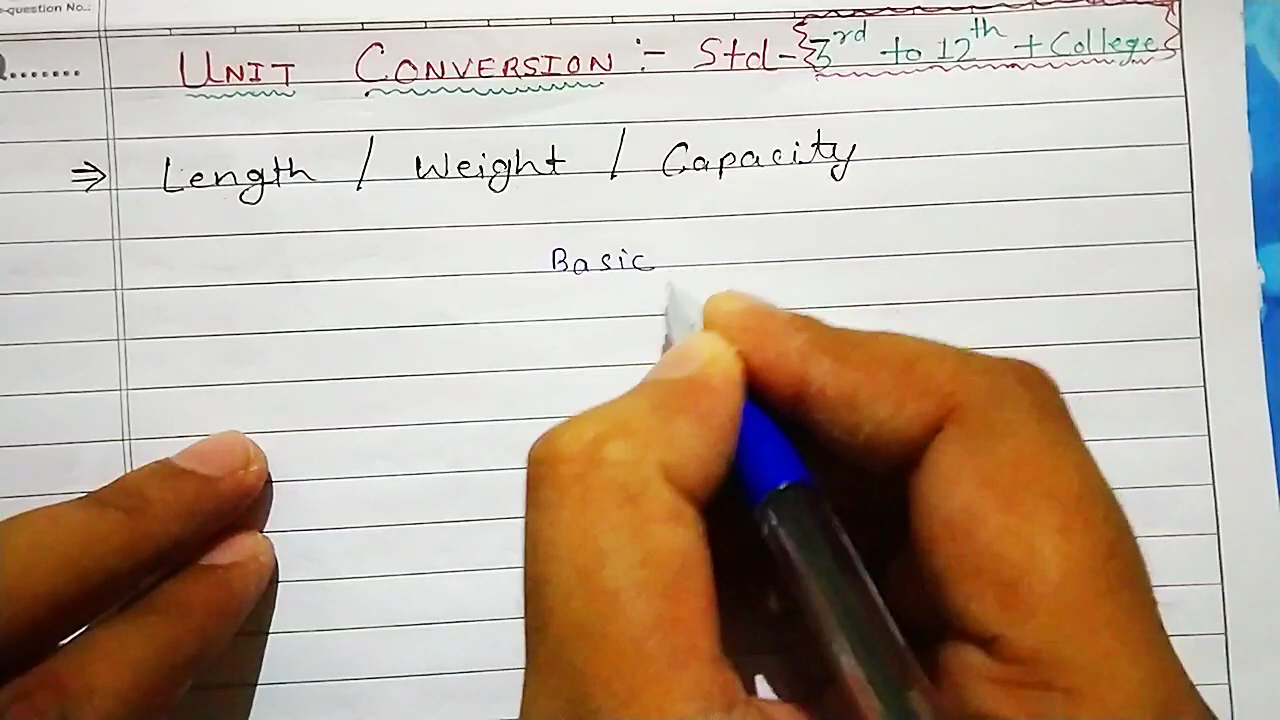 -question No.:
UNIT CONVERSION :- Std-{3rd to 12th + College}
⇒ Length / Weight / Capacity
Basic